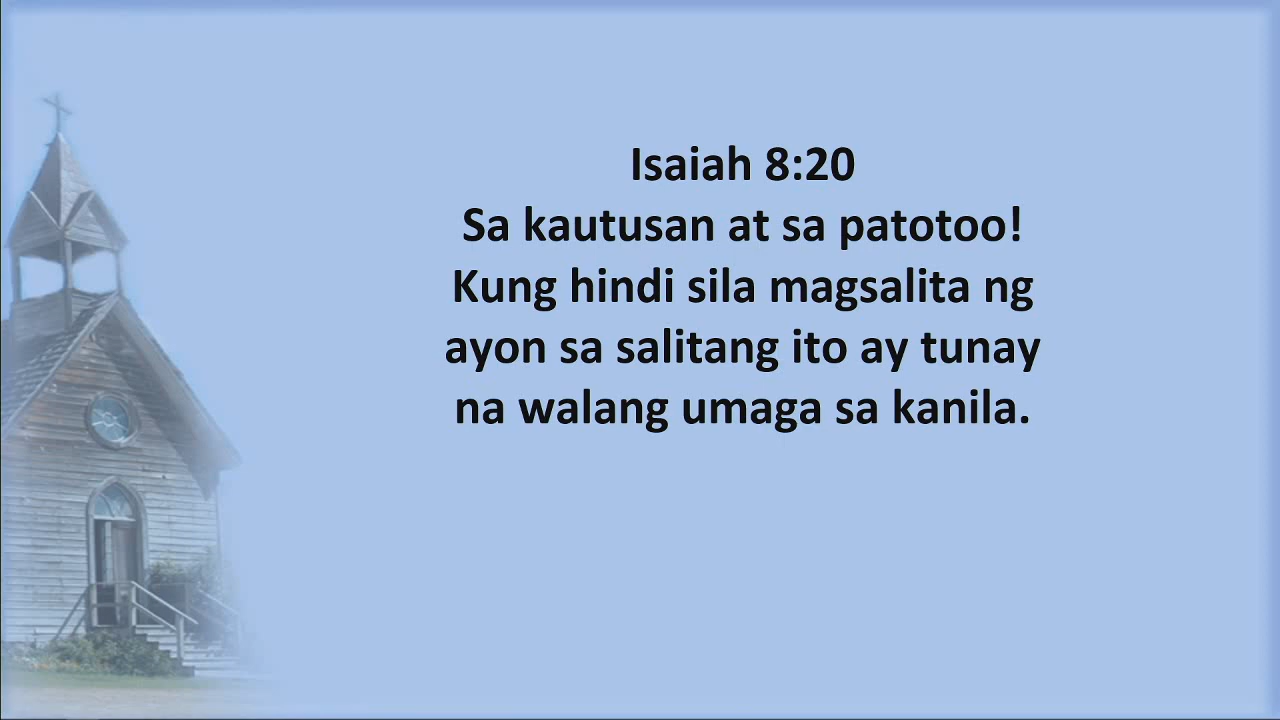 Isaiah 8:20
Sa kautusan at sa patotoo!
Kung hindi sila magsalita ng
ayon sa salitang ito ay tunay
na walang umaga sa kanila.